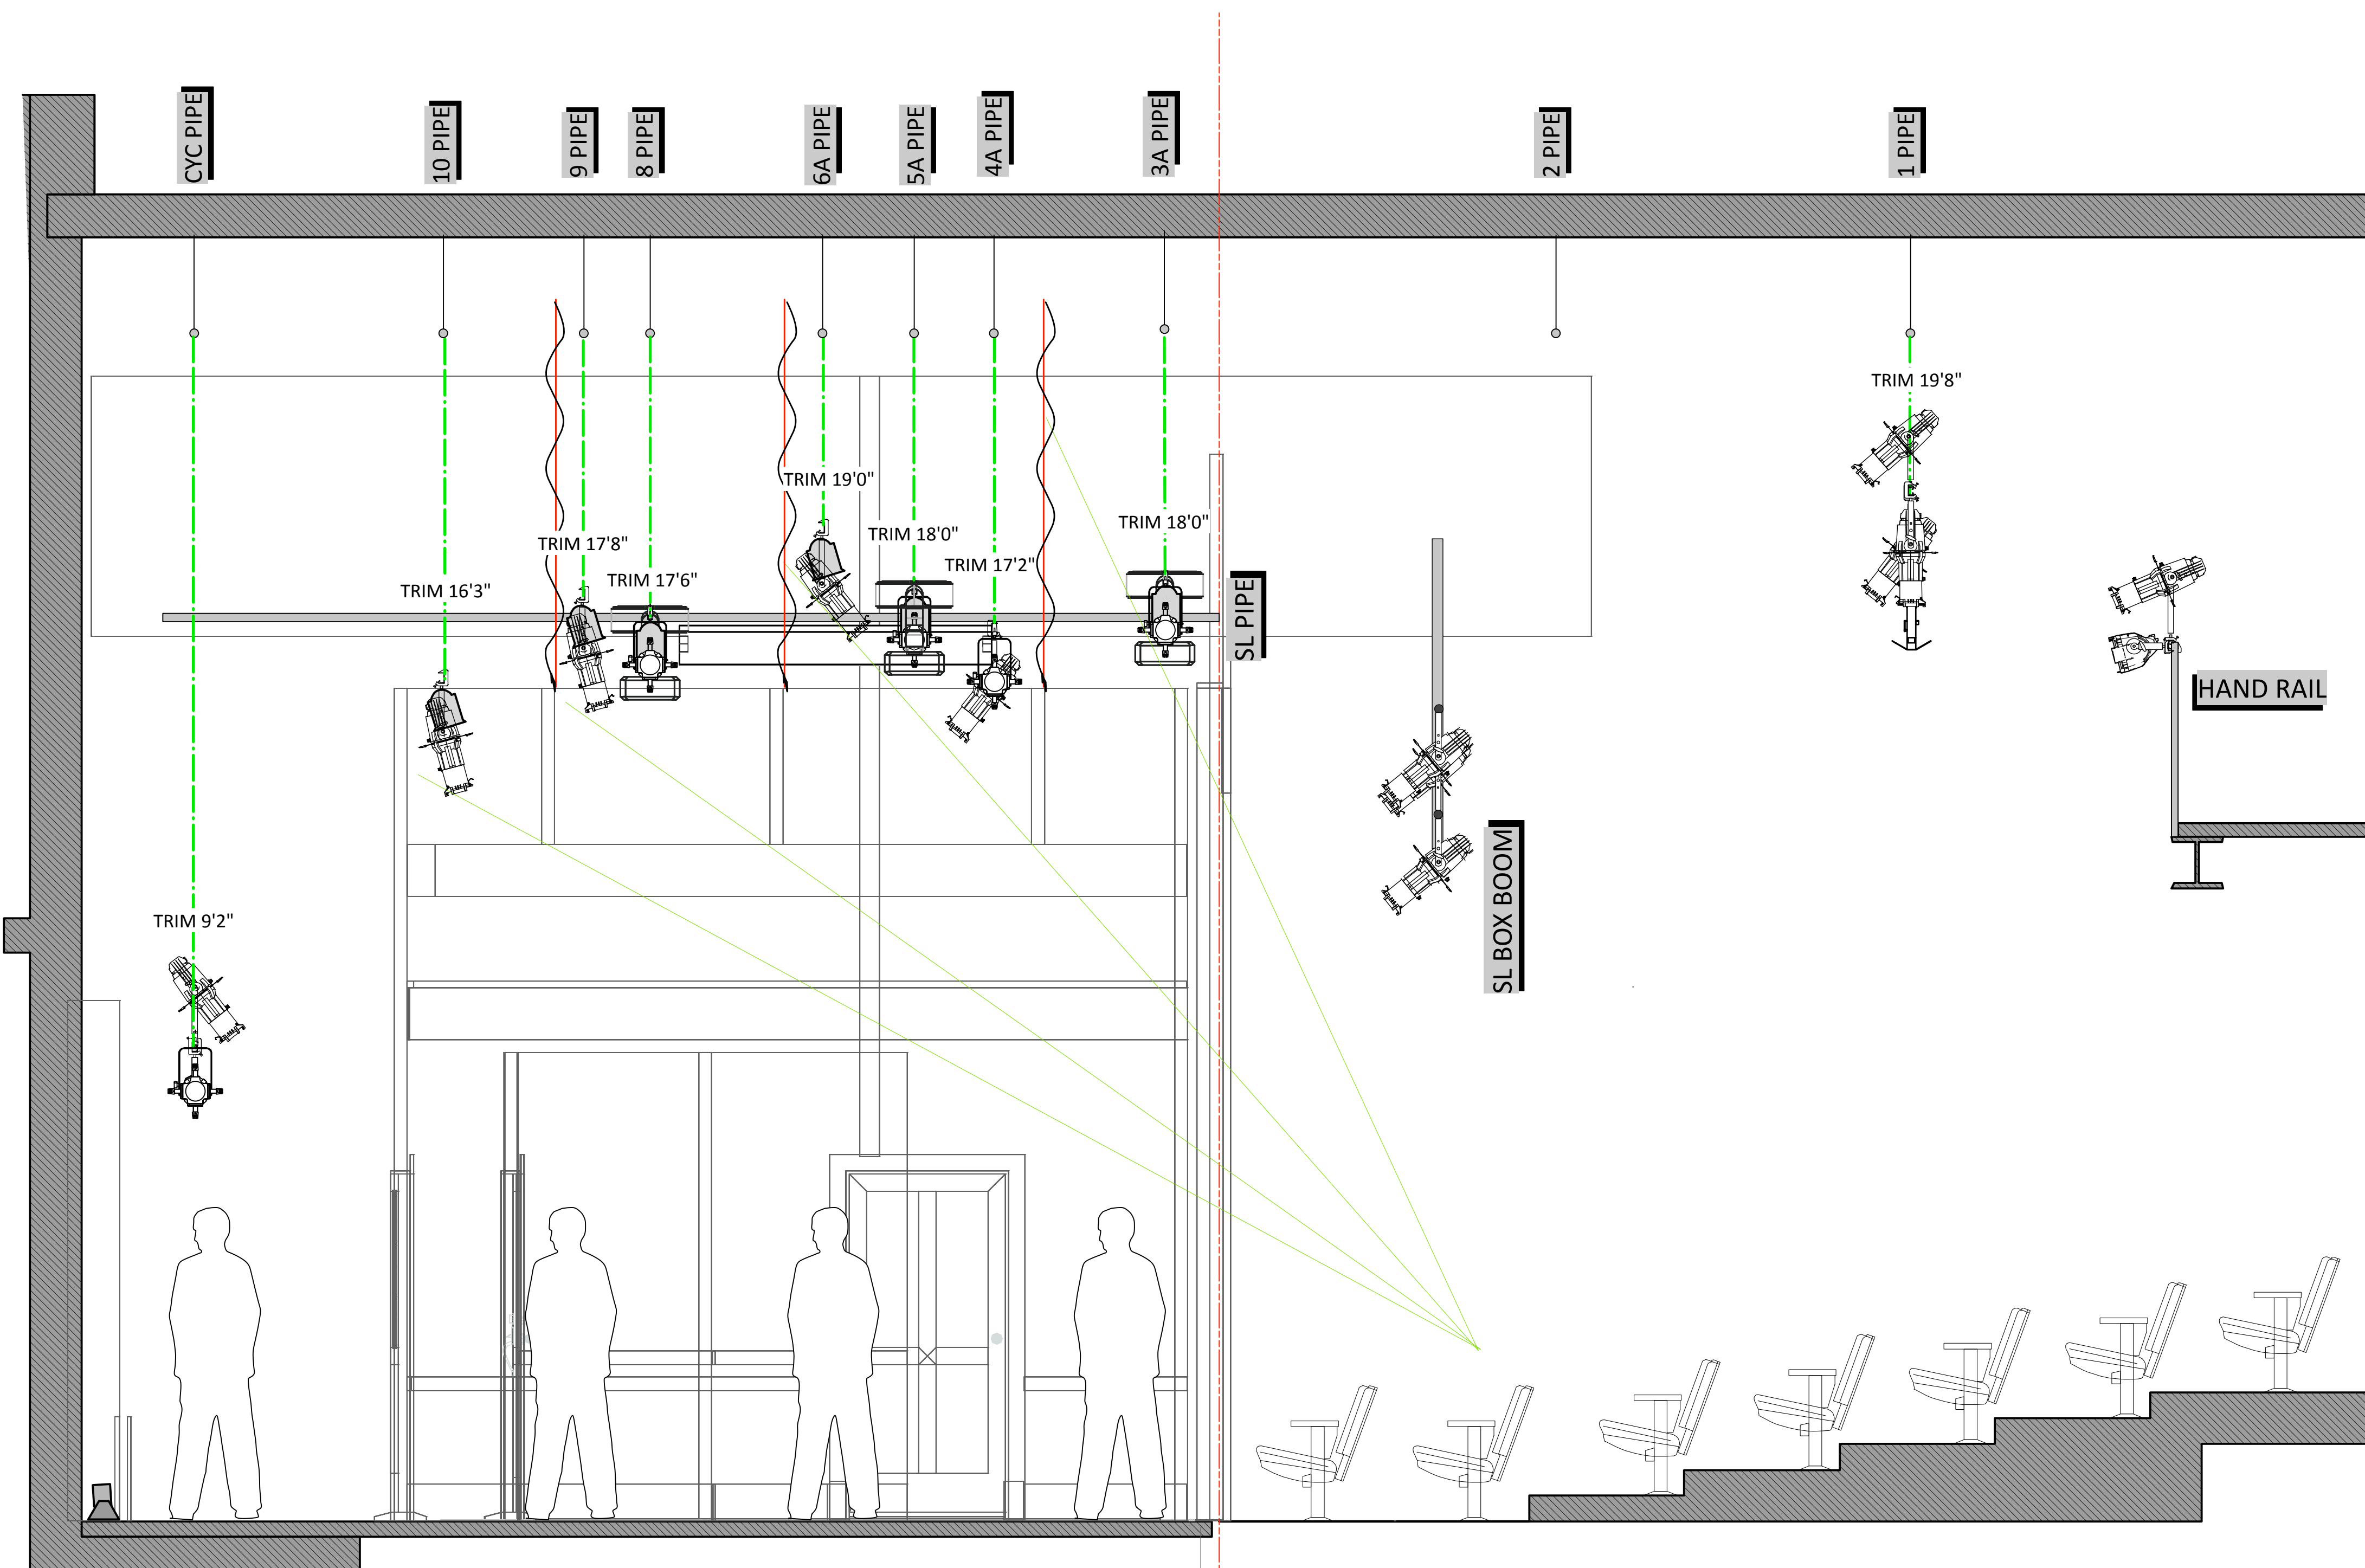 CYC PIPE
10 PIPE
9 PIPE
8 PIPE
6A PIPE
5A PIPE
4A PIPE
3A PIPE
2 PIPE
1 PIPE
TRIM 19'8"
TRIM 19'0"
TRIM 18'0"
TRIM 18'0"
TRIM 17'8"
TRIM 17'2"
TRIM 17'6"
TRIM 16'3"
SL PIPE
HAND RAIL
SL BOX BOOM
TRIM 9'2"